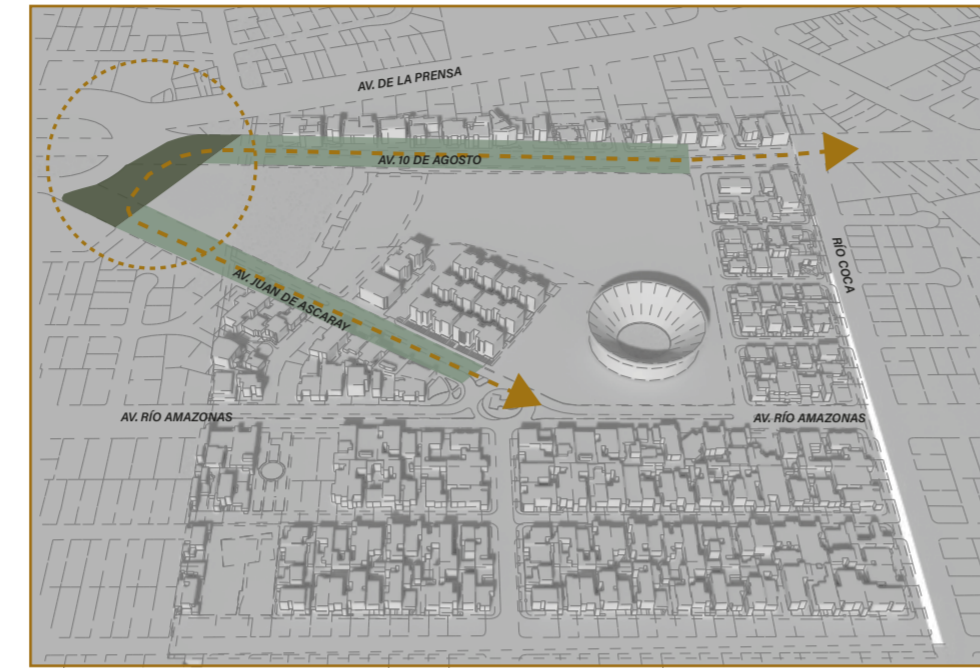 AV. DE LA PRENSA
AV. 10 DE AGOSTO
RÍO COCA
AV. JUAN DE ASCARAY
AV. RÍO AMAZONAS
AV. RÍO AMAZONAS